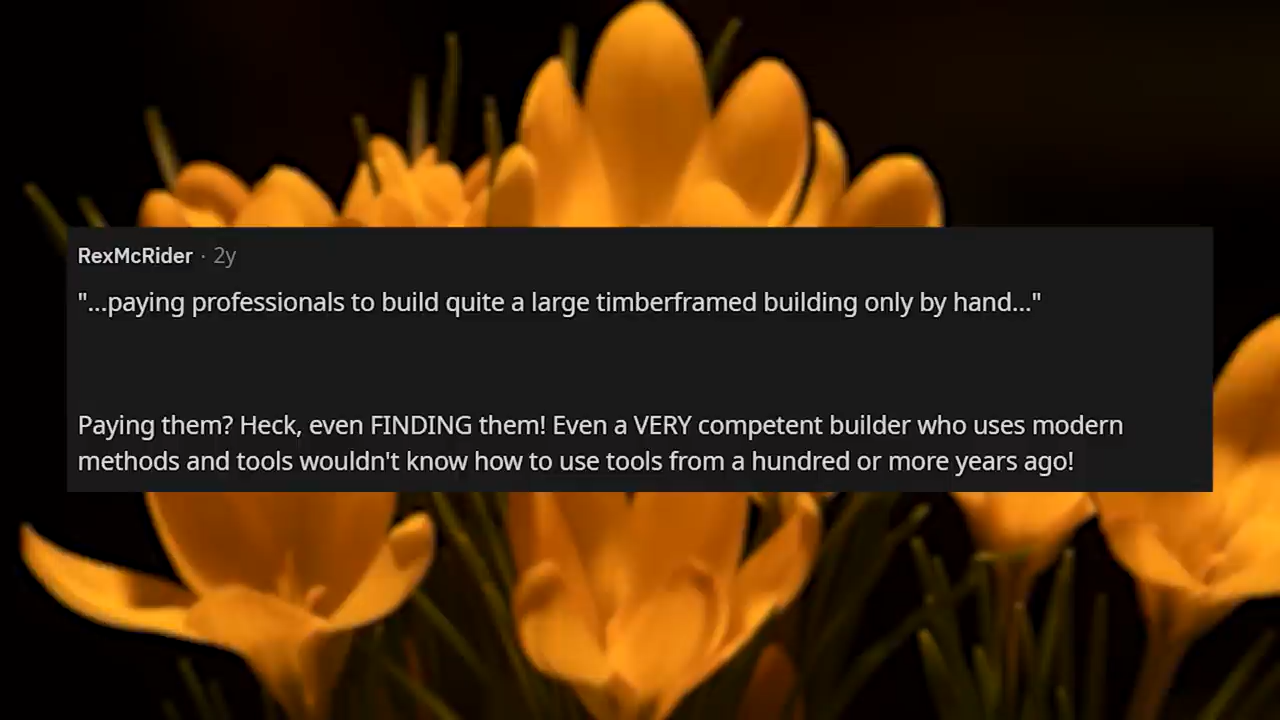 RexMcRider · 2y
"...paying professionals to build quite a large timberframed building only by hand..."
Paying them? Heck, even FINDING them! Even a VERY competent builder who uses modern
methods and tools wouldn't know how to use tools from a hundred or more years ago!